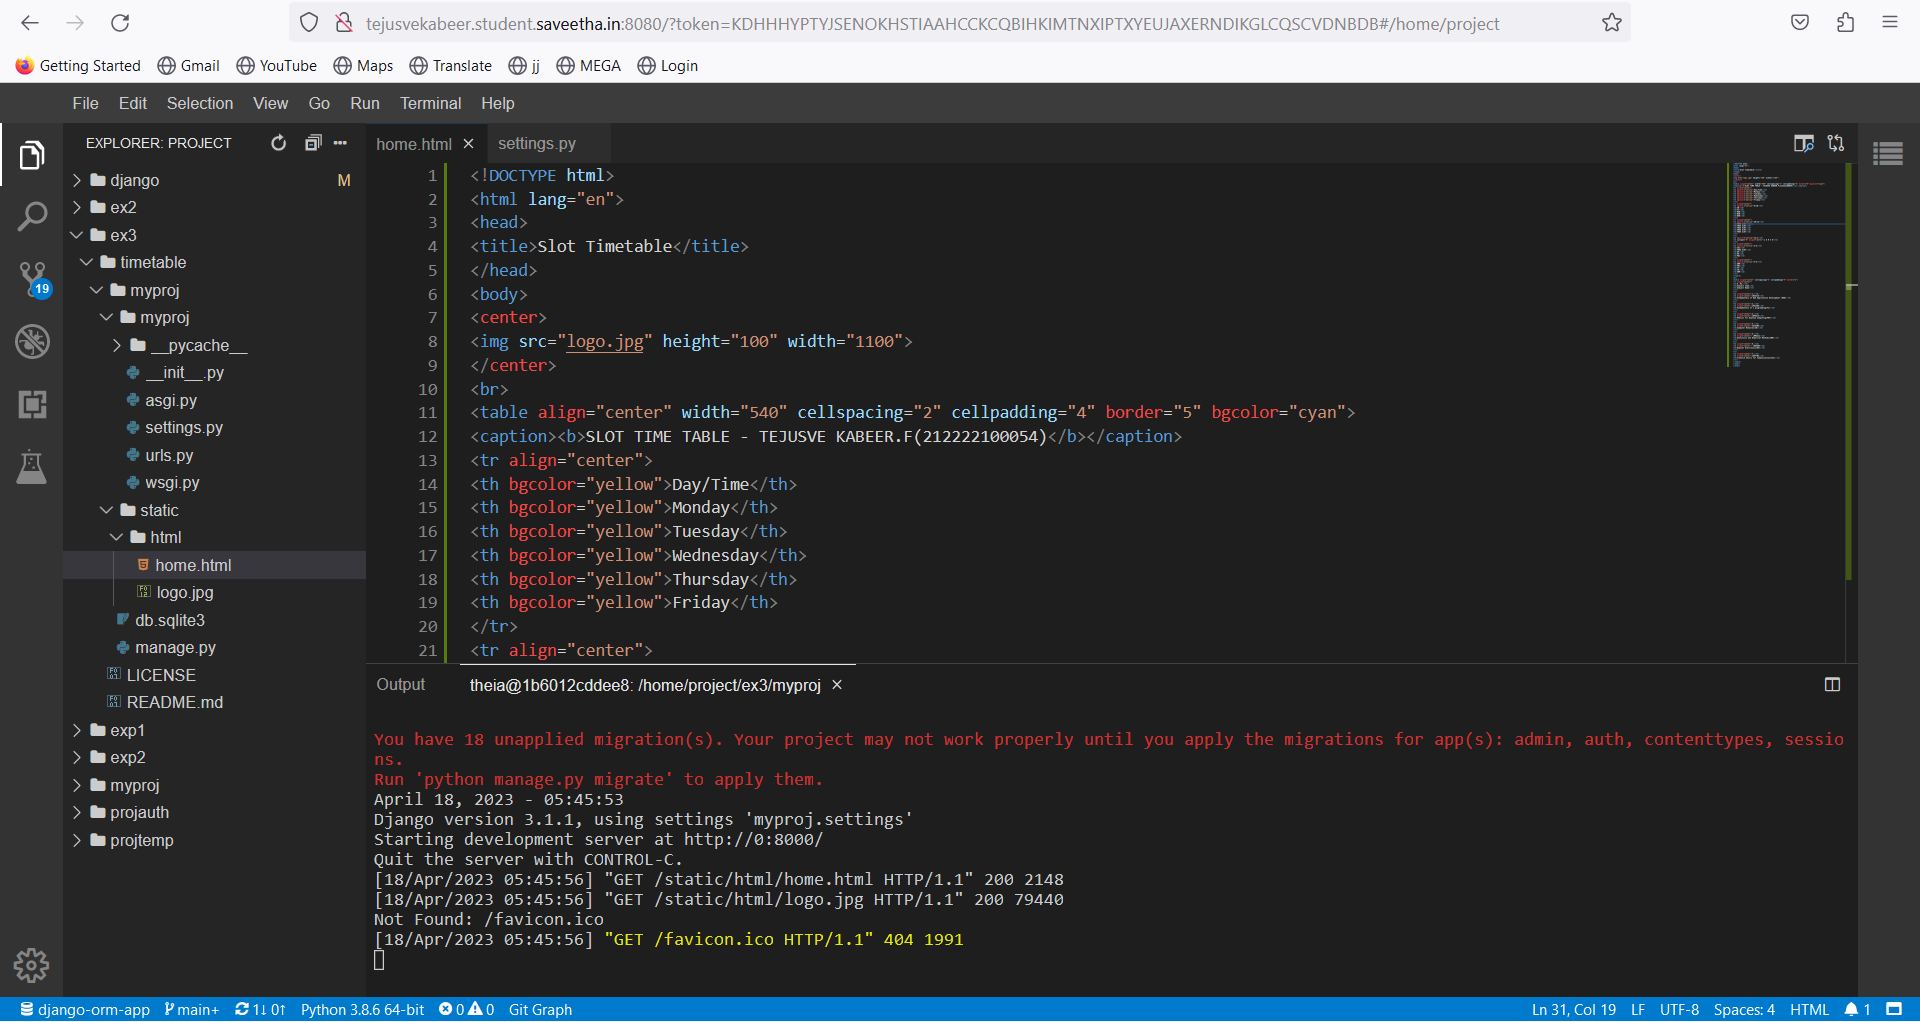 tejusvekabeer.student.saveetha.in:8080/?token=KDHHHYPTYJSENOKHSTIAAHCCKCQBIHKIMTNXIPTXYEUJAXERNDIKGLCQSCVDNBDB#/home/project
Getting Started Gmail YouTube Maps Translate jj MEGA Login
File Edit Selection View Go Run Terminal Help
EXPLORER: PROJECT
django M
ex2
ex3
timetable
myproj
myproj
__pycache__
__init__.py
asgi.py
settings.py
urls.py
wsgi.py
static
html
home.html
logo.jpg
db.sqlite3
manage.py
LICENSE
README.md
exp1
exp2
myproj
projauth
projtemp
19
home.html settings.py
1 <!DOCTYPE html>
2 <html lang="en">
3 <head>
4 <title>Slot Timetable</title>
5 </head>
6 <body>
7 <center>
8 <img src="logo.jpg" height="100" width="1100">
9 </center>
10 <br>
11 <table align="center" width="540" cellspacing="2" cellpadding="4" border="5" bgcolor="cyan">
12 <caption><b>SLOT TIME TABLE - TEJUSVE KABEER.F(212222100054)</b></caption>
13 <tr align="center">
14 <th bgcolor="yellow">Day/Time</th>
15 <th bgcolor="yellow">Monday</th>
16 <th bgcolor="yellow">Tuesday</th>
17 <th bgcolor="yellow">Wednesday</th>
18 <th bgcolor="yellow">Thursday</th>
19 <th bgcolor="yellow">Friday</th>
20 </tr>
21 <tr align="center">
Output theia@1b6012cddee8: /home/project/ex3/myproj
You have 18 unapplied migration(s). Your project may not work properly until you apply the migrations for app(s): admin, auth, contenttypes, sessio
ns.
Run 'python manage.py migrate' to apply them.
April 18, 2023 - 05:45:53
Django version 3.1.1, using settings 'myproj.settings'
Starting development server at http://0:8000/
Quit the server with CONTROL-C.
[18/Apr/2023 05:45:56] "GET /static/html/home.html HTTP/1.1" 200 2148
[18/Apr/2023 05:45:56] "GET /static/html/logo.jpg HTTP/1.1" 200 79440
Not Found: /favicon.ico
[18/Apr/2023 05:45:56] "GET /favicon.ico HTTP/1.1" 404 1991
django-orm-app main+ 1↓ 0↑ Python 3.8.6 64-bit 0 0 Git Graph Ln 31, Col 19 LF UTF-8 Spaces: 4 HTML 1